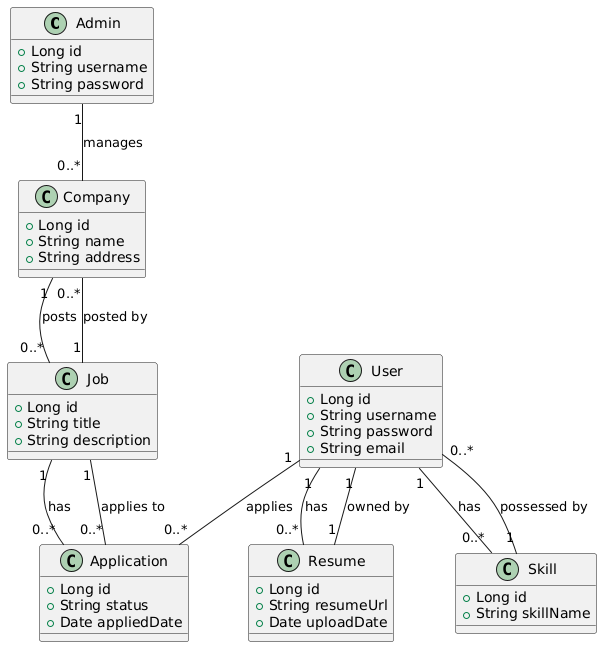 C Admin
Long id
String username
String password
1
manages
0..*
C Company
Long id
String name
String address
1 0..*
posts posted by
0..* 1
C Job
Long id
String title
String description
C User
Long id
String username
String password
String email
1 1
has applies to
0..* 0..*
1 1 1 1 0..*
applies has owned by has possessed by
0..* 0..* 1 0..* 1
C Application
Long id
String status
Date appliedDate
C Resume
Long id
String resumeUrl
Date uploadDate
C Skill
Long id
String skillName